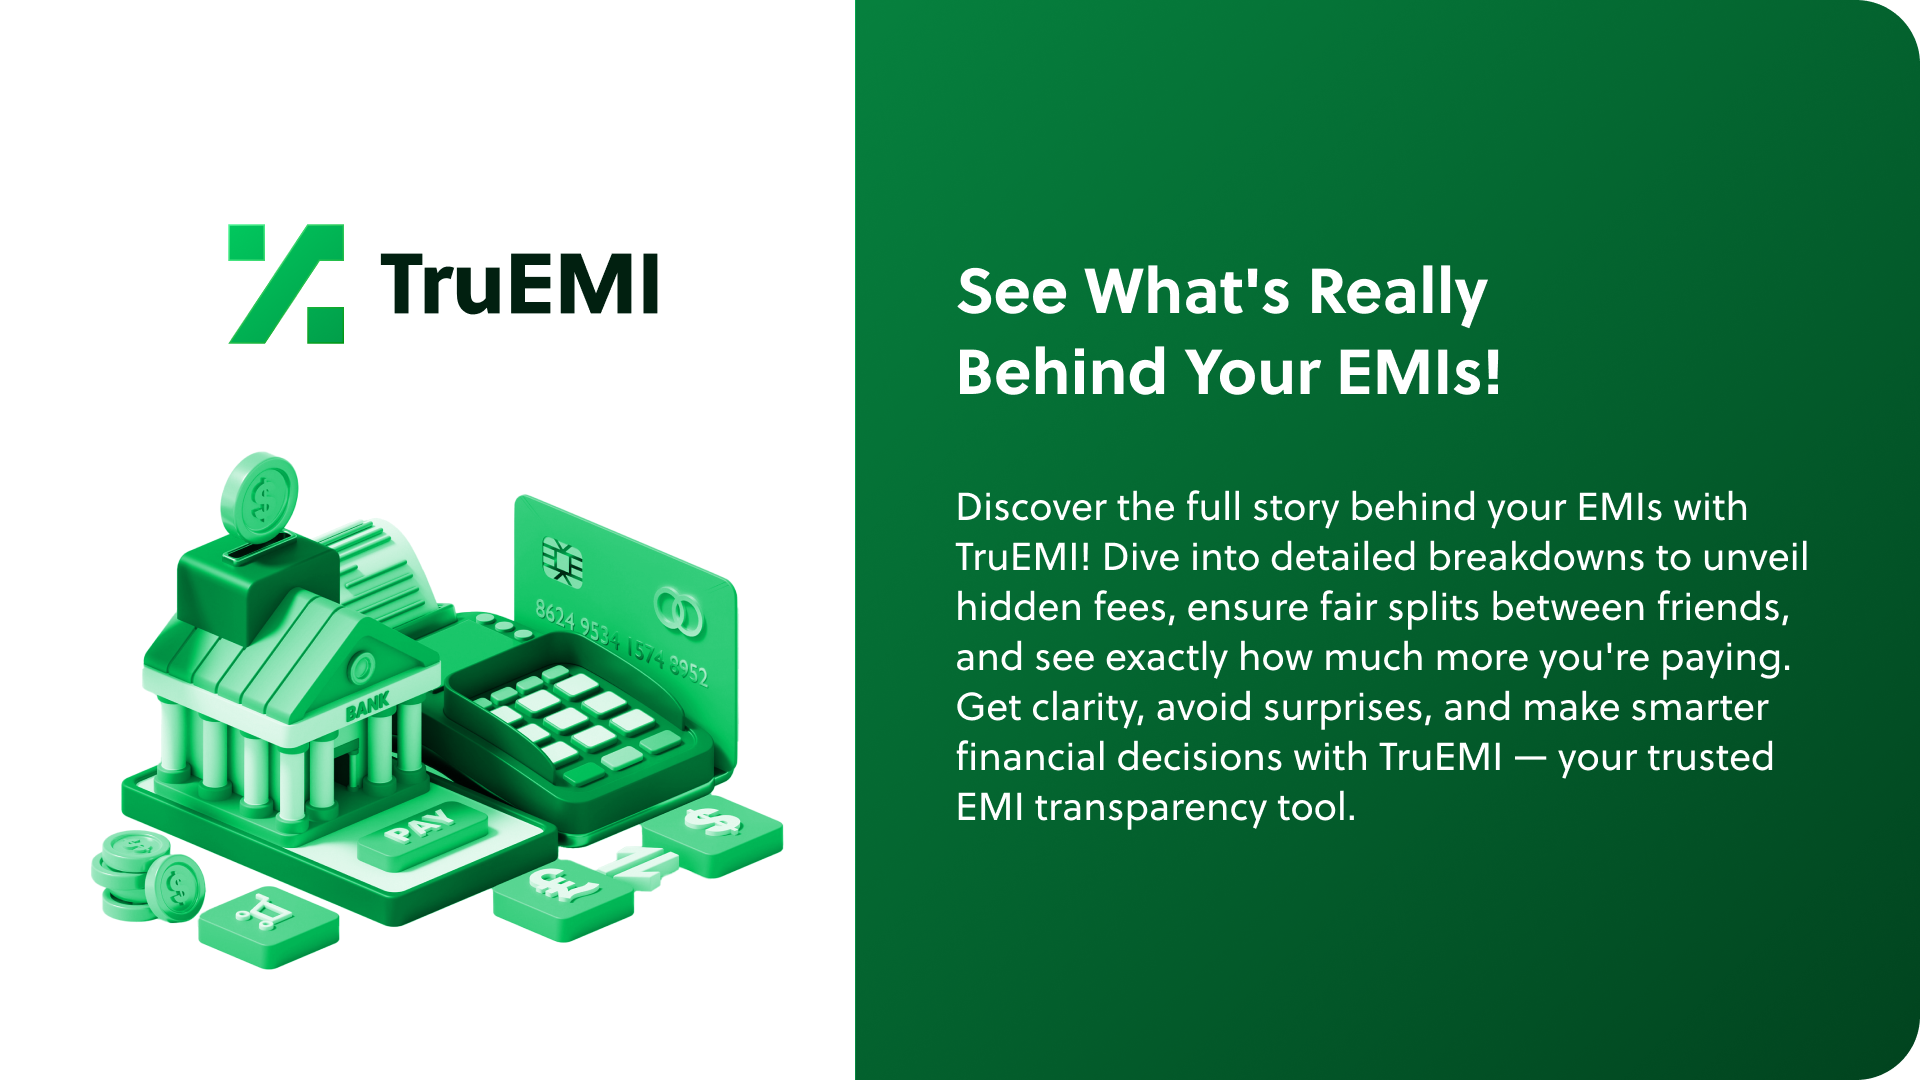 TruEMI
See What's Really
Behind Your EMIs!
Discover the full story behind your EMIs with
TruEMI! Dive into detailed breakdowns to unveil
hidden fees, ensure fair splits between friends,
and see exactly how much more you're paying.
Get clarity, avoid surprises, and make smarter
financial decisions with TruEMI — your trusted
EMI transparency tool.
$
8624 9534 1574 8952
BANK
PAY
$
$